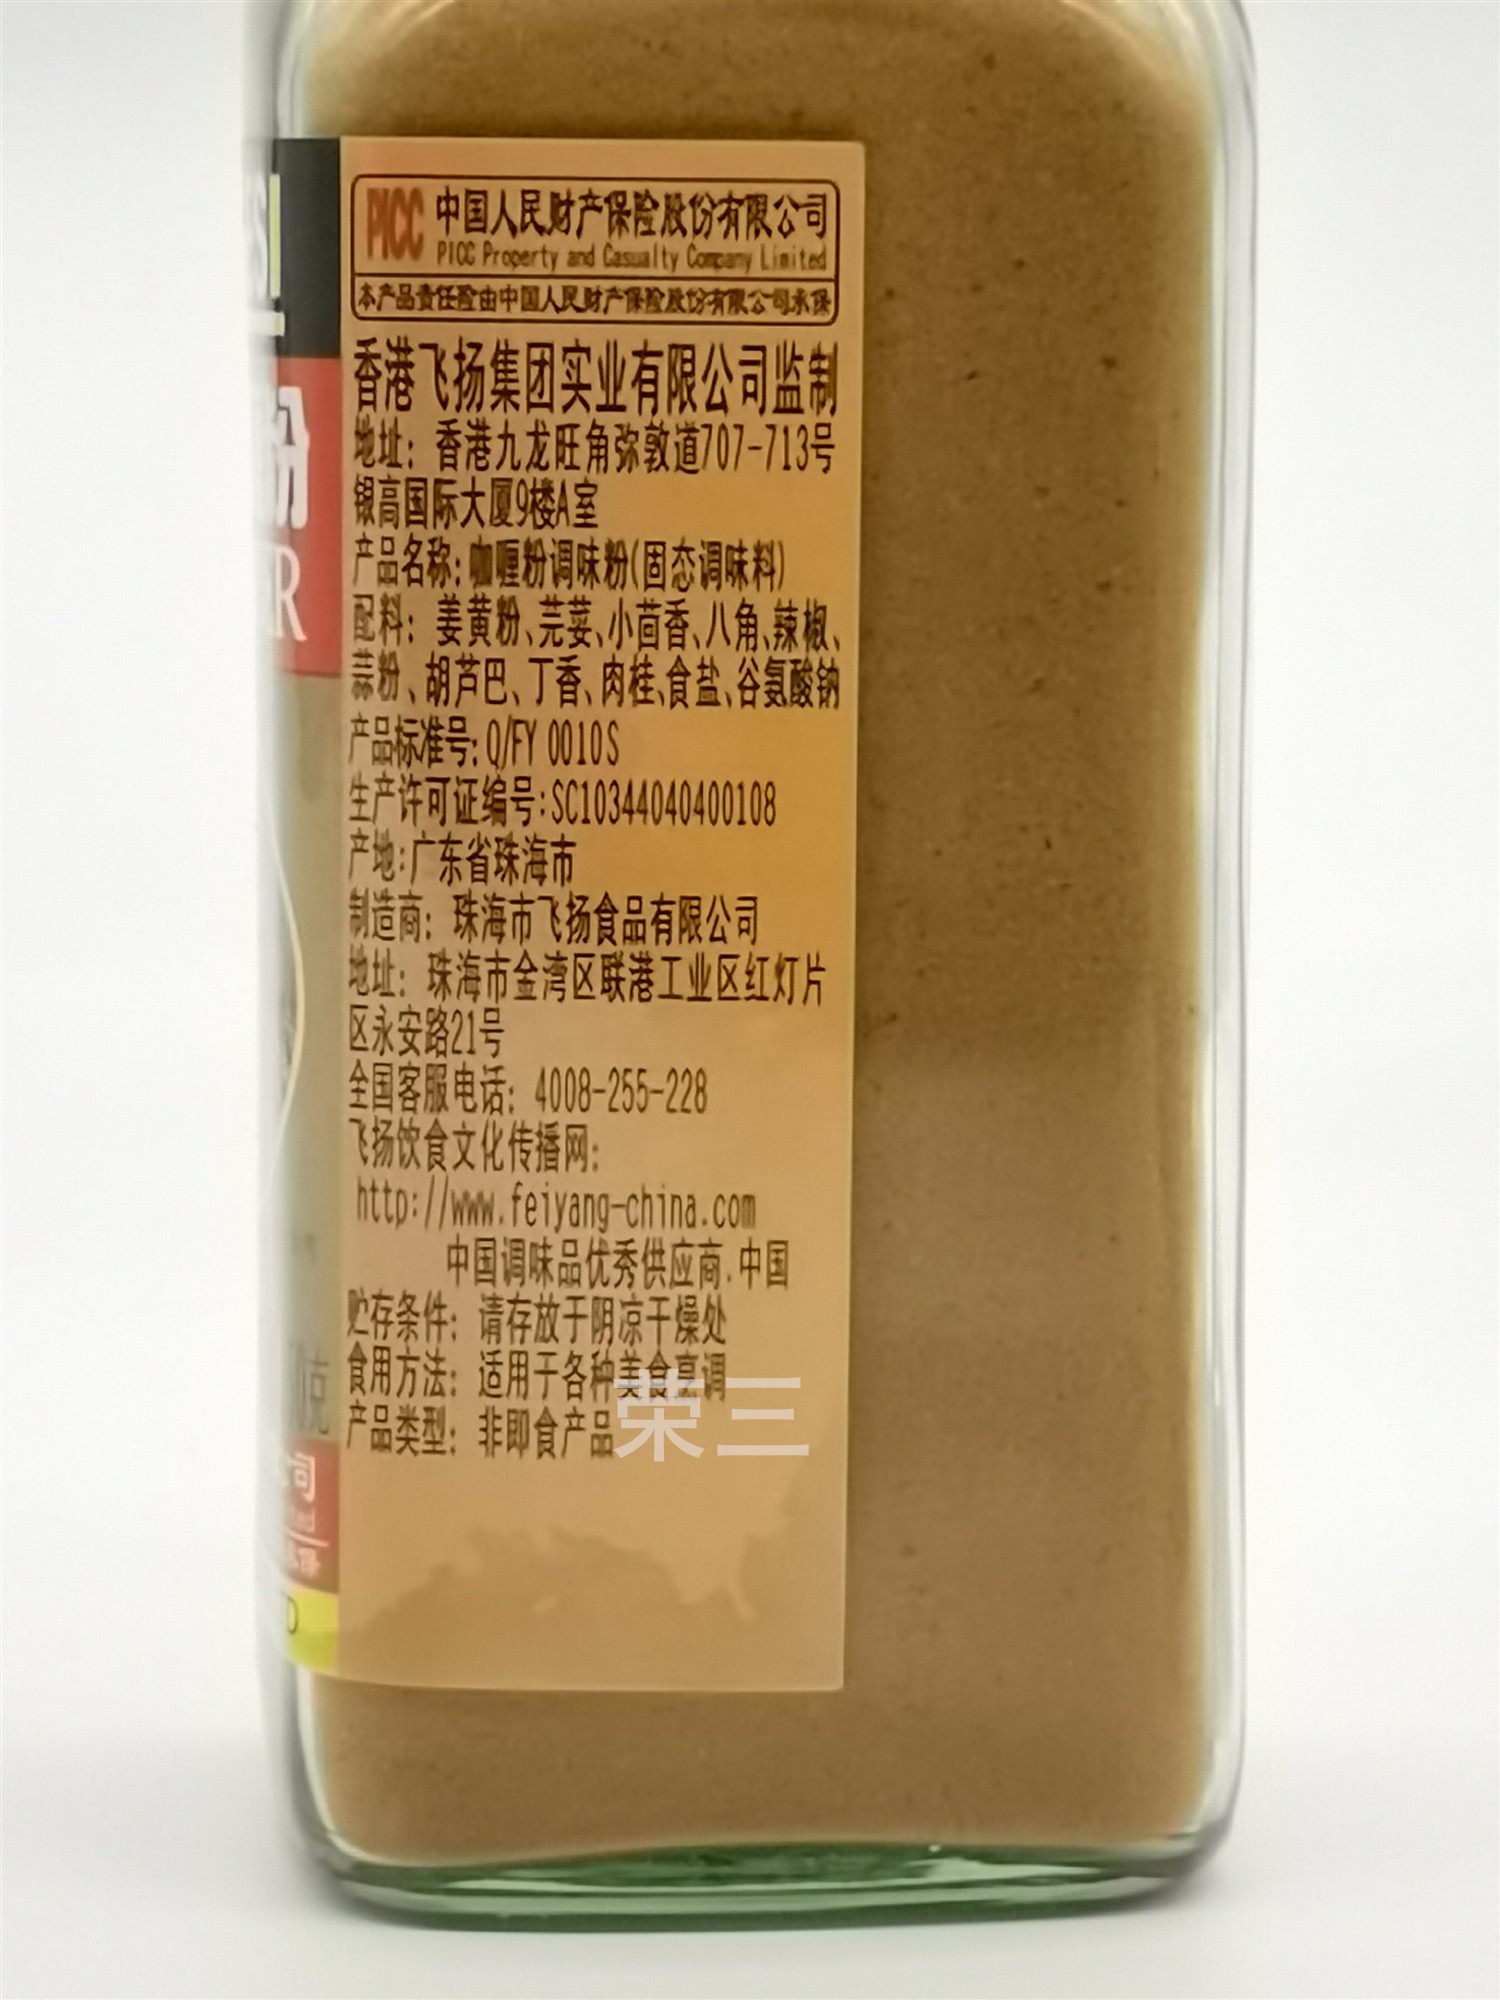 PICC 中国人民财产保险股份有限公司
PICC Property and Casualty Company Limited
本产品责任险由中国人民财产保险股份有限公司承保
香港飞扬集团实业有限公司监制
地址：香港九龙旺角弥敦道707-713号
银高国际大厦9楼A室
产品名称：咖喱粉调味粉(固态调味料)
配料：姜黄粉、芫荽、小茴香、八角、辣椒、
蒜粉、胡芦巴、丁香、肉桂、食盐、谷氨酸钠
产品标准号：Q/FY 0010S
生产许可证编号：SC10344040400108
产地：广东省珠海市
制造商：珠海市飞扬食品有限公司
地址：珠海市金湾区联港工业区红灯片
区永安路21号
全国客服电话：4008-255-228
飞扬饮食文化传播网：
http://www.feiyang-china.com
中国调味品优秀供应商.中国
贮存条件：请存放于阴凉干燥处
食用方法：适用于各种美食烹调
产品类型：非即食产品
荣三
粉
R
0克
司
D